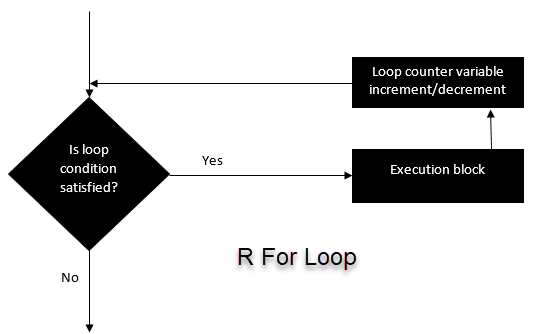 Loop counter variable
increment/decrement
Is loop
condition
satisfied?
Yes
Execution block
R For Loop
No